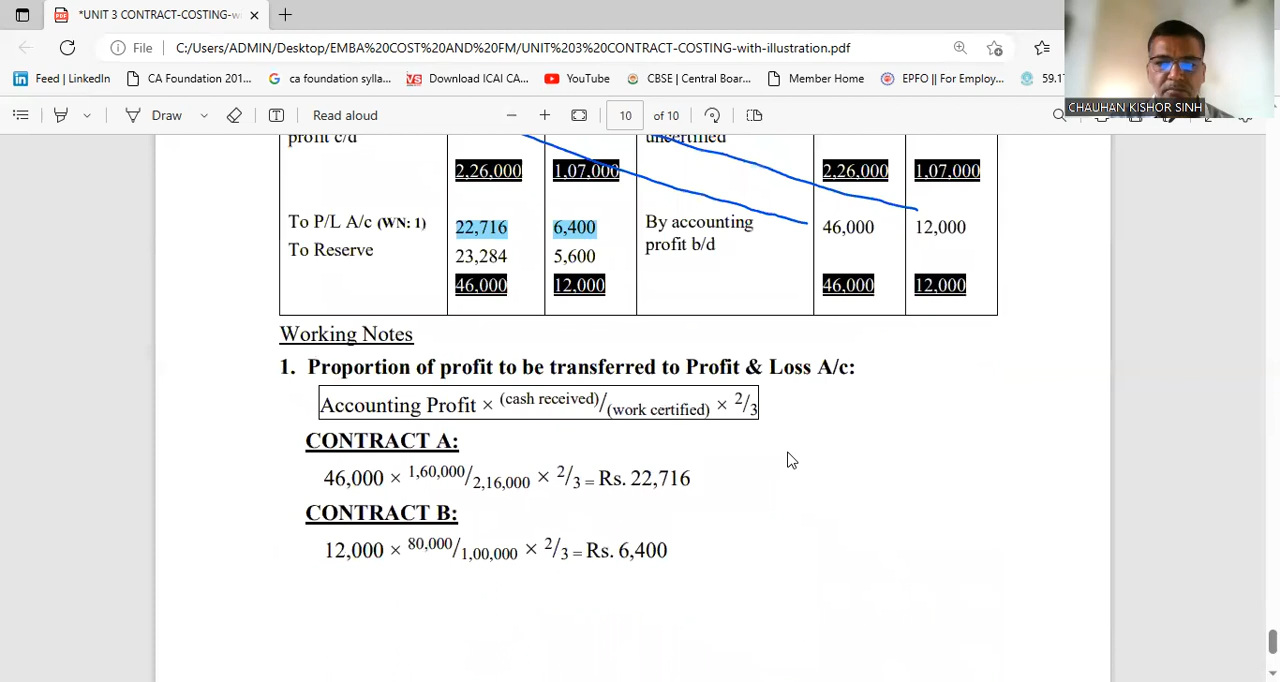 *UNIT 3 CONTRACT-COSTING-w
File C:/Users/ADMIN/Desktop/EMBA%20COST%20AND%20FM/UNIT%203%20CONTRACT-COSTING-with-illustration.pdf
Feed | LinkedIn CA Foundation 201... ca foundation sylla... Download ICAI CA... YouTube CBSE | Central Boar... Member Home EPFO || For Employ... 59.1
CHAUHAN KISHOR SINH
Draw Read aloud 10 of 10
profit c/d uncertified
2,26,000 1,07,000 2,26,000 1,07,000
To P/L A/c (WN: 1) 22,716 6,400 By accounting 46,000 12,000
profit b/d
To Reserve 23,284 5,600
46,000 12,000 46,000 12,000
Working Notes
1. Proportion of profit to be transferred to Profit & Loss A/c:
Accounting Profit × (cash received)/(work certified) × 2/3
CONTRACT A:
46,000 × 1,60,000/2,16,000 × 2/3 = Rs. 22,716
CONTRACT B:
12,000 × 80,000/1,00,000 × 2/3 = Rs. 6,400